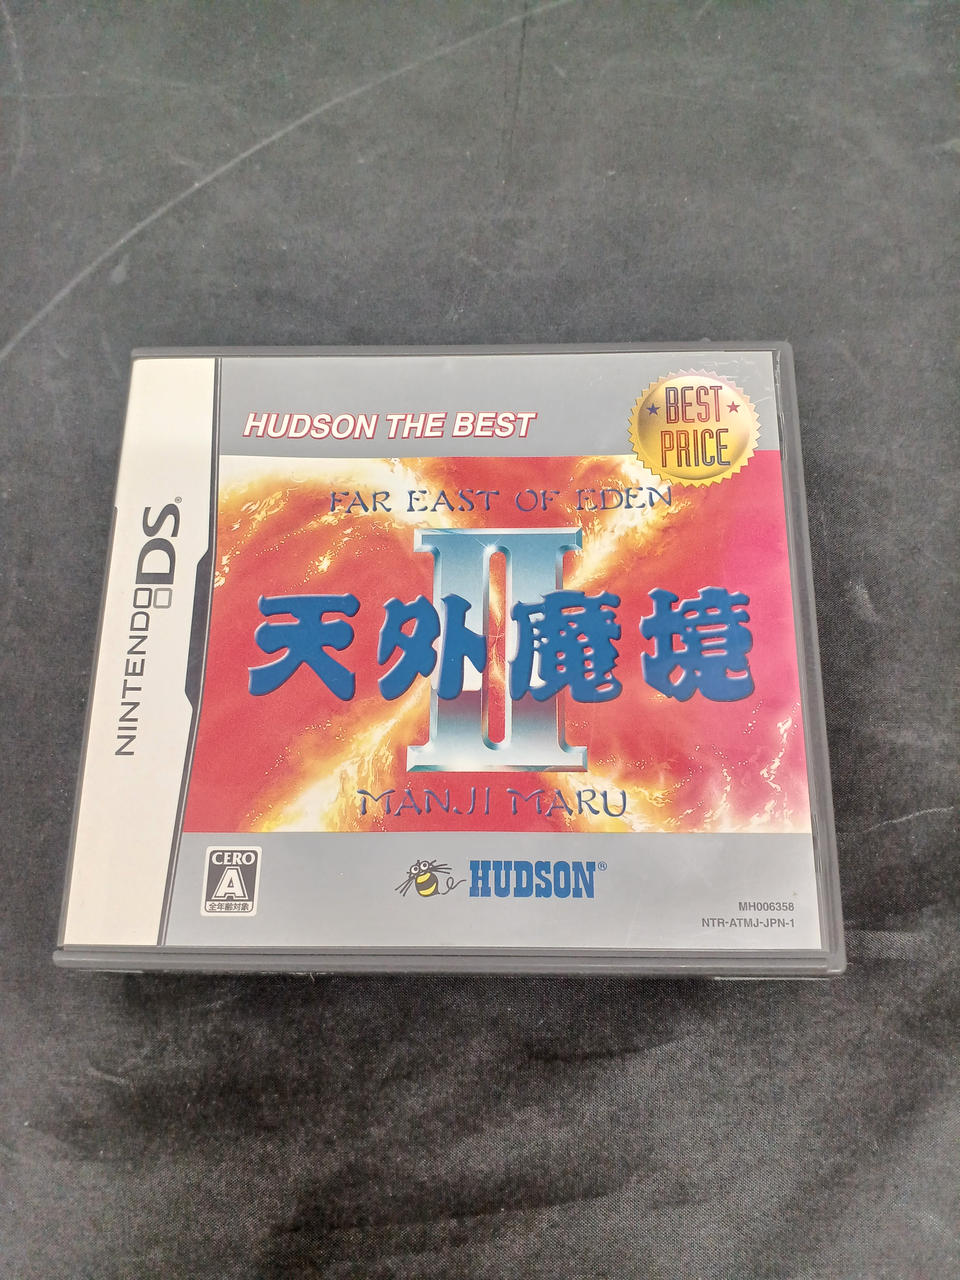 HUDSON THE BEST
BEST
PRICE
FAR EAST OF EDEN
II
天外魔境
MANJI MARU
NINTENDO DS®
CERO
A
全年齢対象
HUDSON®
MH006358
NTR-ATMJ-JPN-1